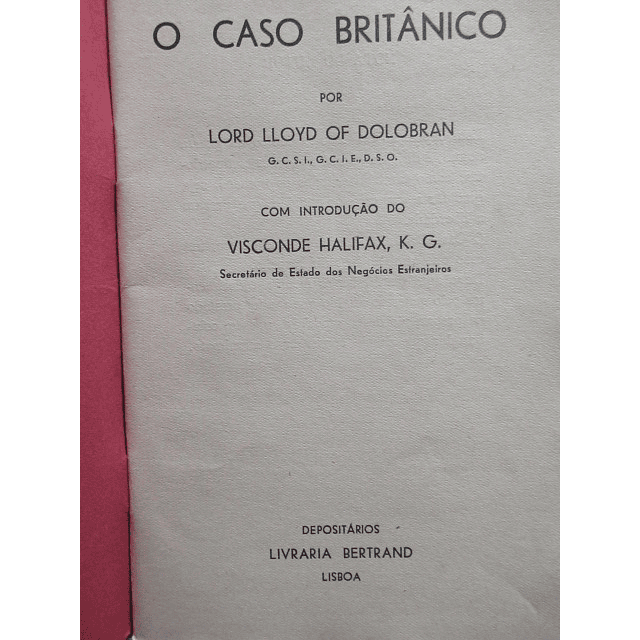 O CASO BRITÂNICO
POR
LORD LLOYD OF DOLOBRAN
G. C. S. I., G. C. I. E., D. S. O.
COM INTRODUÇÃO DO
VISCONDE HALIFAX, K. G.
Secretário de Estado dos Negócios Estranjeiros
DEPOSITÁRIOS
LIVRARIA BERTRAND
LISBOA